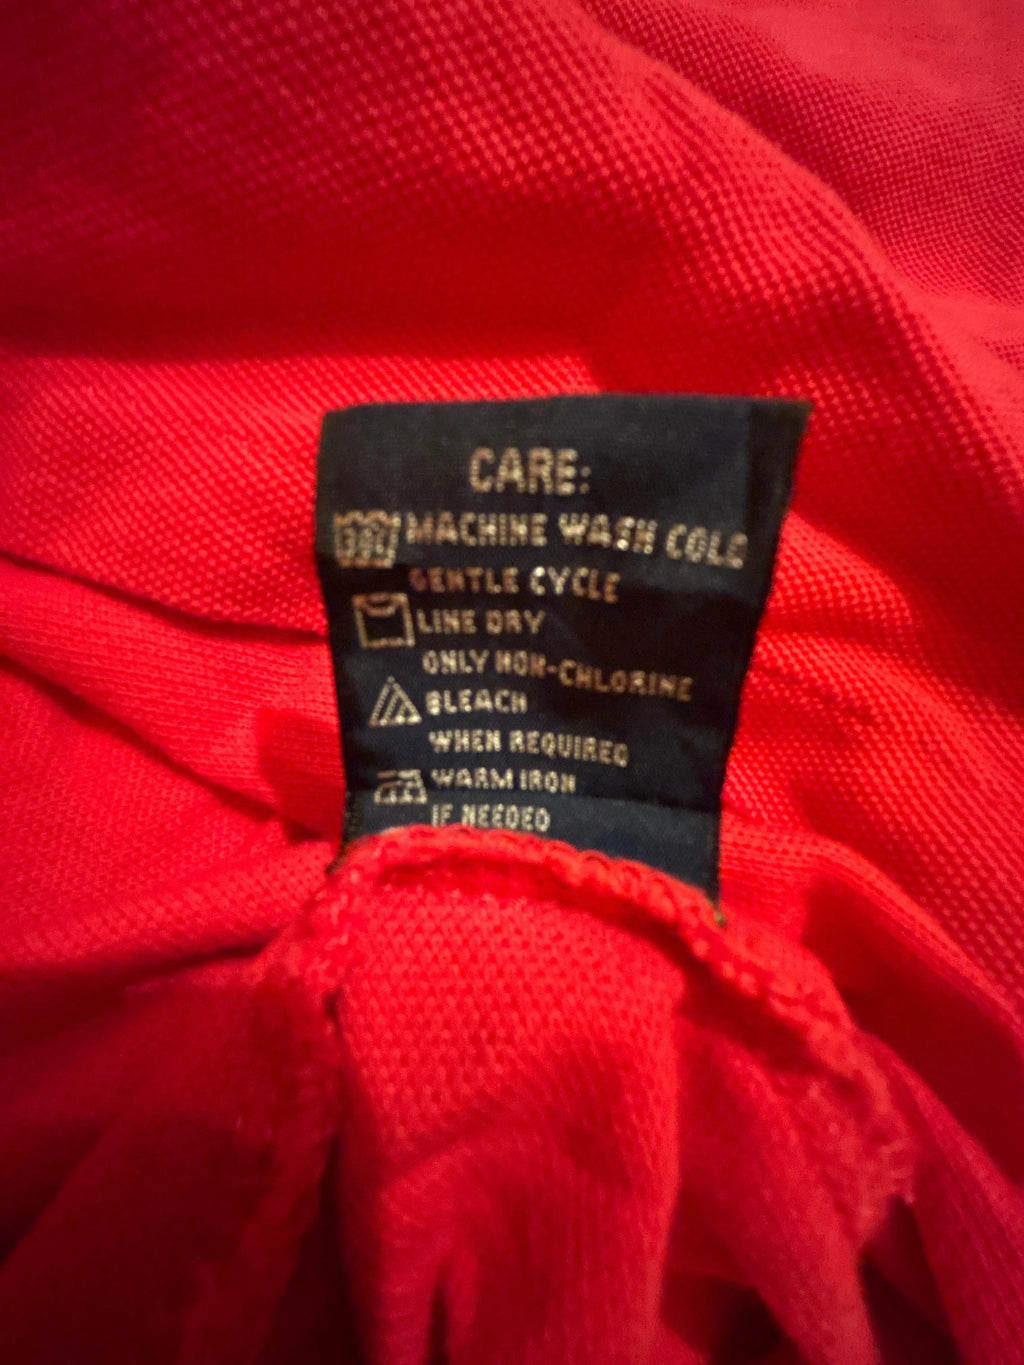 CARE:
MACHINE WASH COLD
GENTLE CYCLE
LINE DRY
ONLY NON-CHLORINE
BLEACH
WHEN REQUIRED
WARM IRON
IF NEEDED